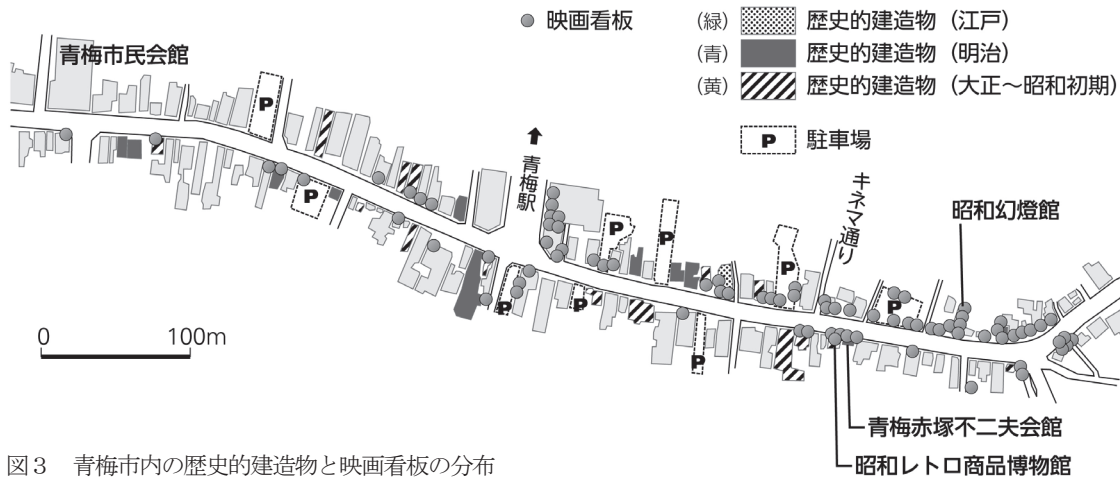 映画看板
(緑) 歴史的建造物（江戸）
(青) 歴史的建造物（明治）
(黄) 歴史的建造物（大正～昭和初期）
P 駐車場
青梅市民会館
P
青梅駅
キネマ通り
昭和幻燈館
P
P
P
P
P
P
P
P
0 100m
青梅赤塚不二夫会館
昭和レトロ商品博物館
図３ 青梅市内の歴史的建造物と映画看板の分布